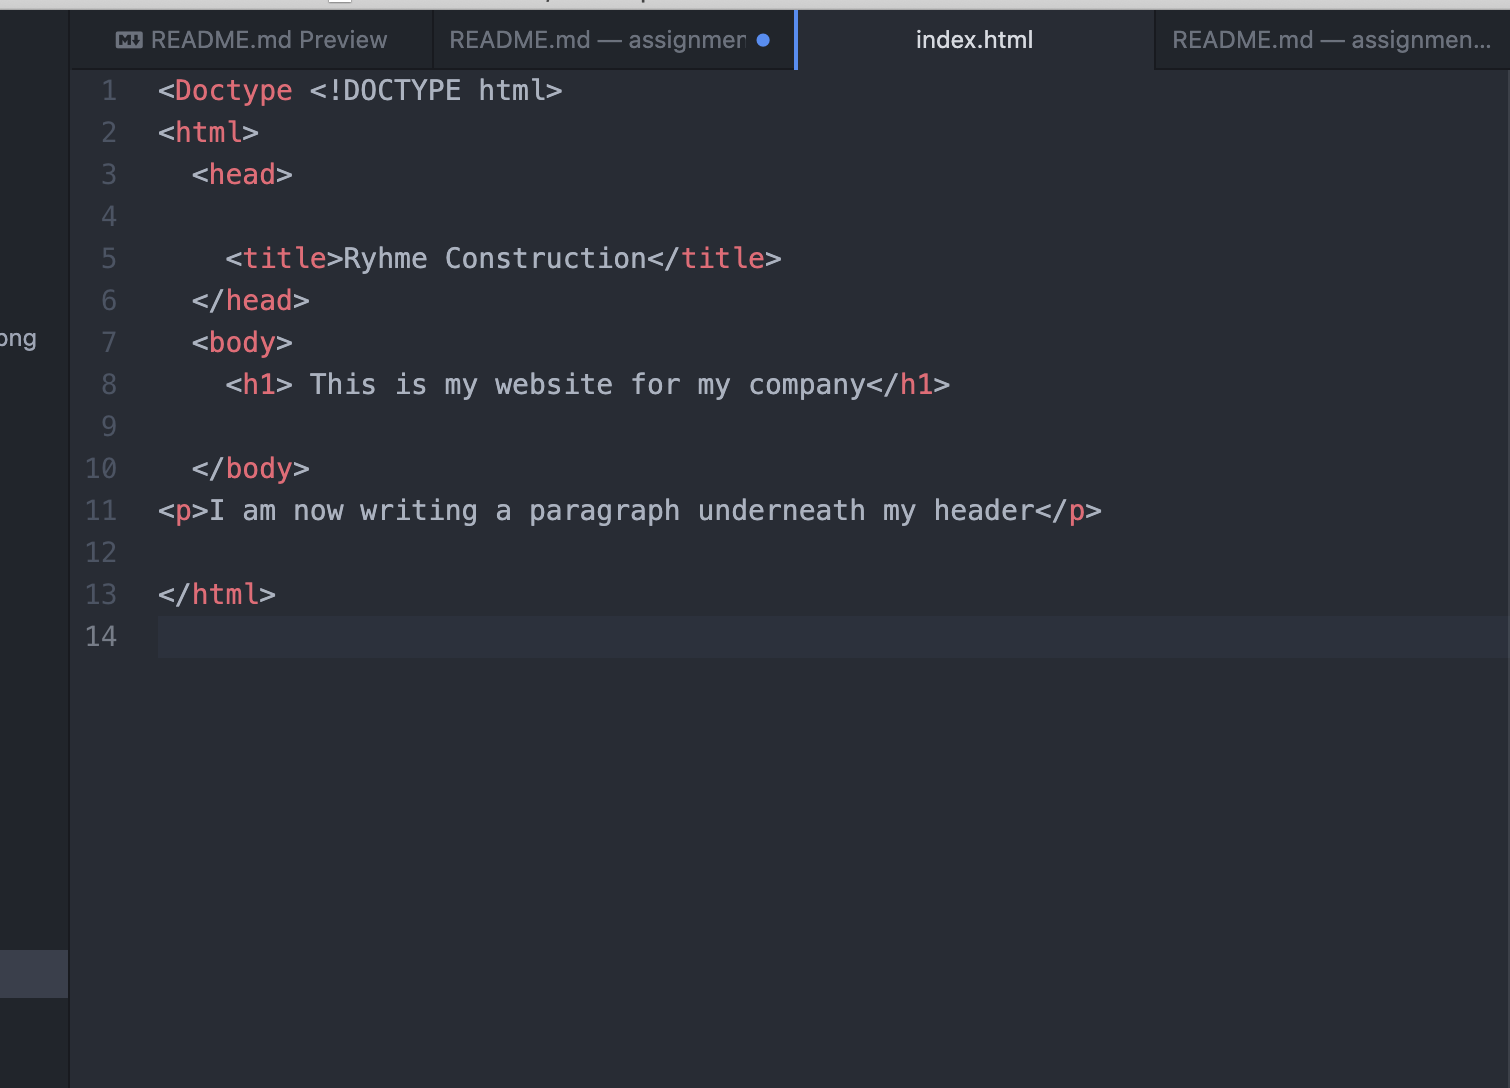 README.md Preview
README.md — assignmen
index.html
README.md — assignmen...
1 <Doctype <!DOCTYPE html>
2 <html>
3   <head>
4
5     <title>Ryhme Construction</title>
6   </head>
png
7   <body>
8     <h1> This is my website for my company</h1>
9
10   </body>
11 <p>I am now writing a paragraph underneath my header</p>
12
13 </html>
14